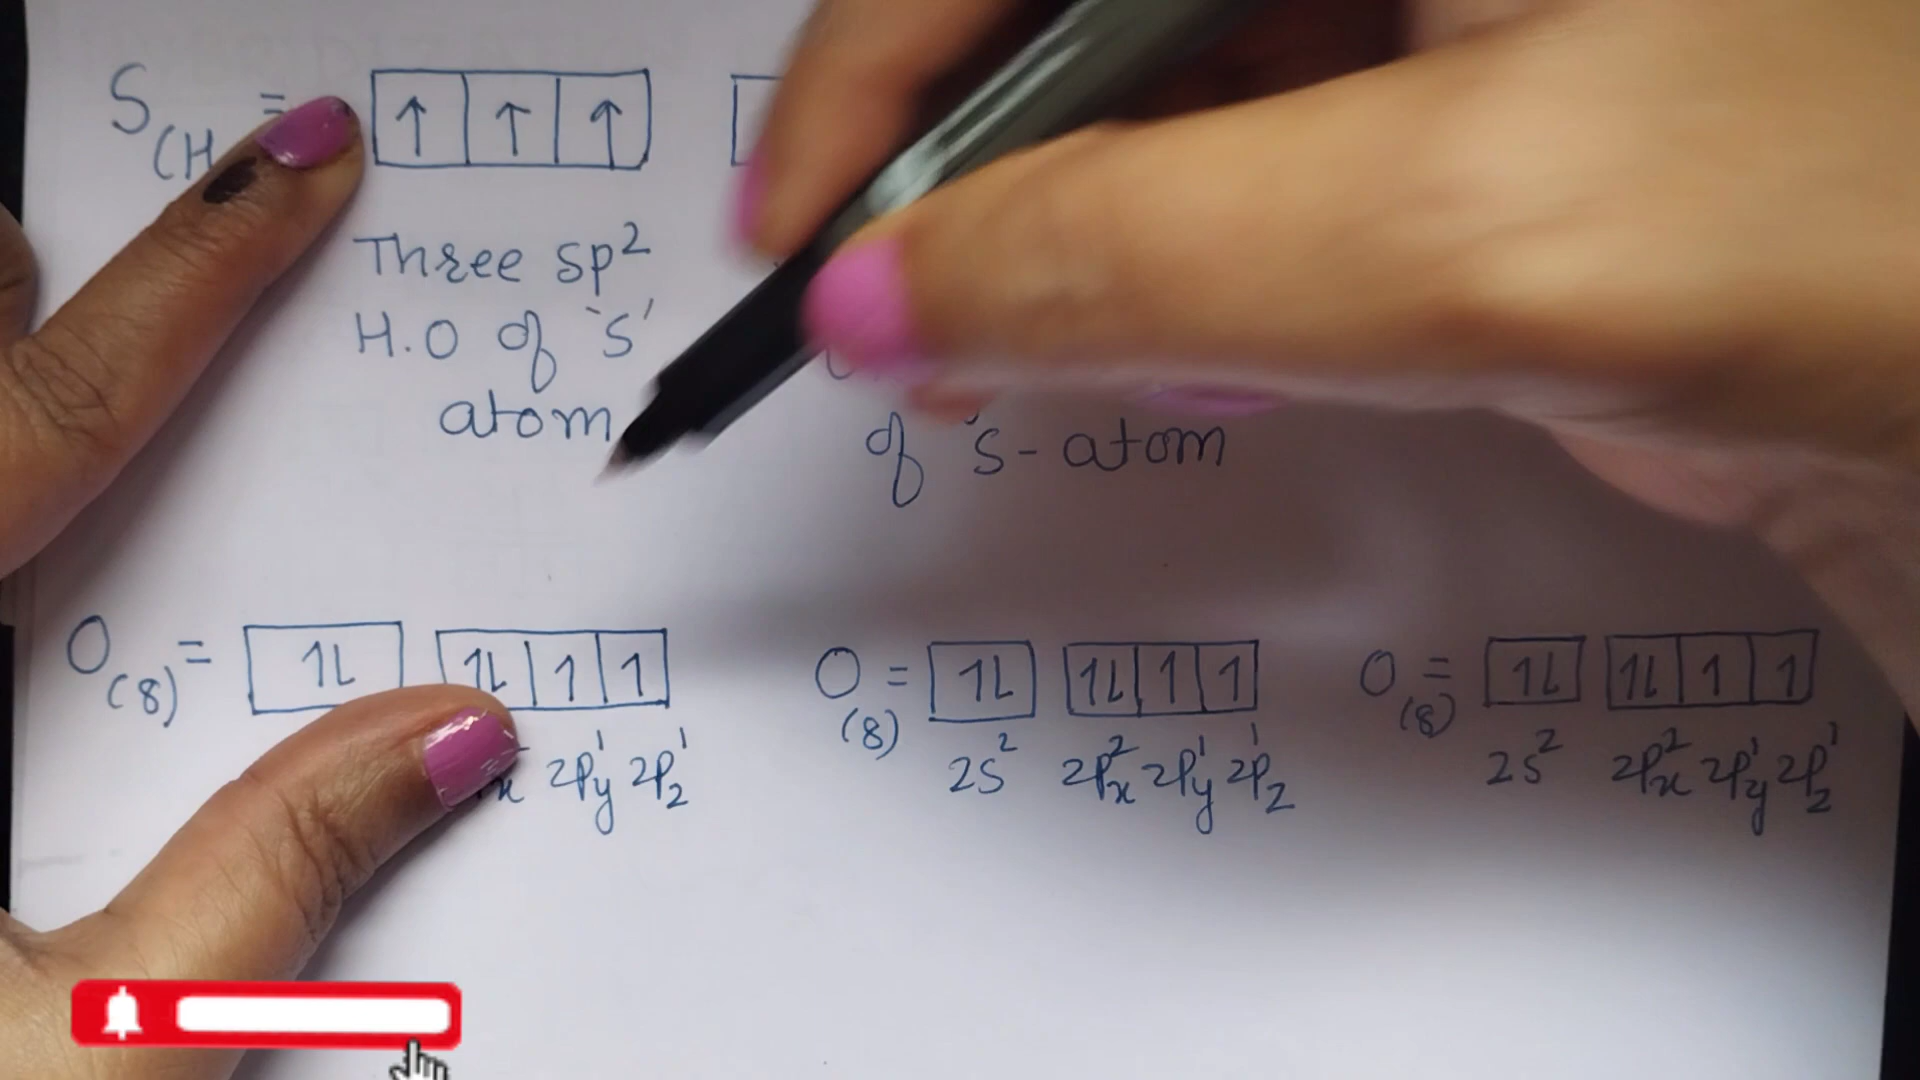 S(H =
↑ ↑ ↑
Three sp²
H.O of 's'
atom
of 's-atom
O(8) = 1L 1L 1 1
2py¹ 2pz¹
O(8) = 1L 1L 1 1
2s² 2px² 2py¹ 2pz¹
O(8) = 1L 1L 1 1
2s² 2px² 2py¹ 2pz¹